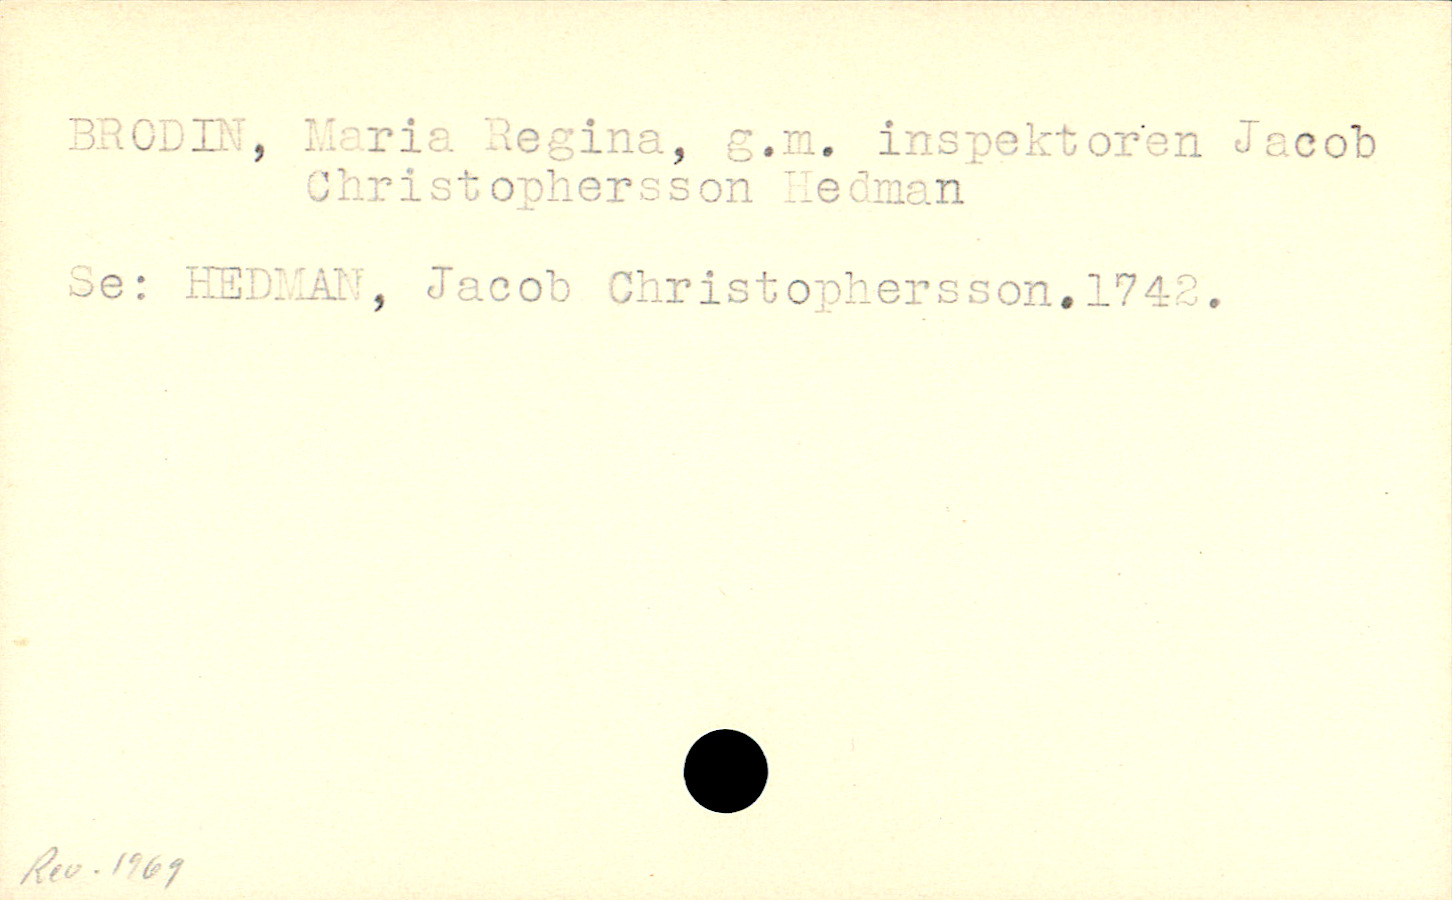 BRODIN, Maria Regina, g.m. inspektoren Jacob
Christophersson Hedman
Se: HEDMAN, Jacob Christophersson.1742.
Rev. 1969